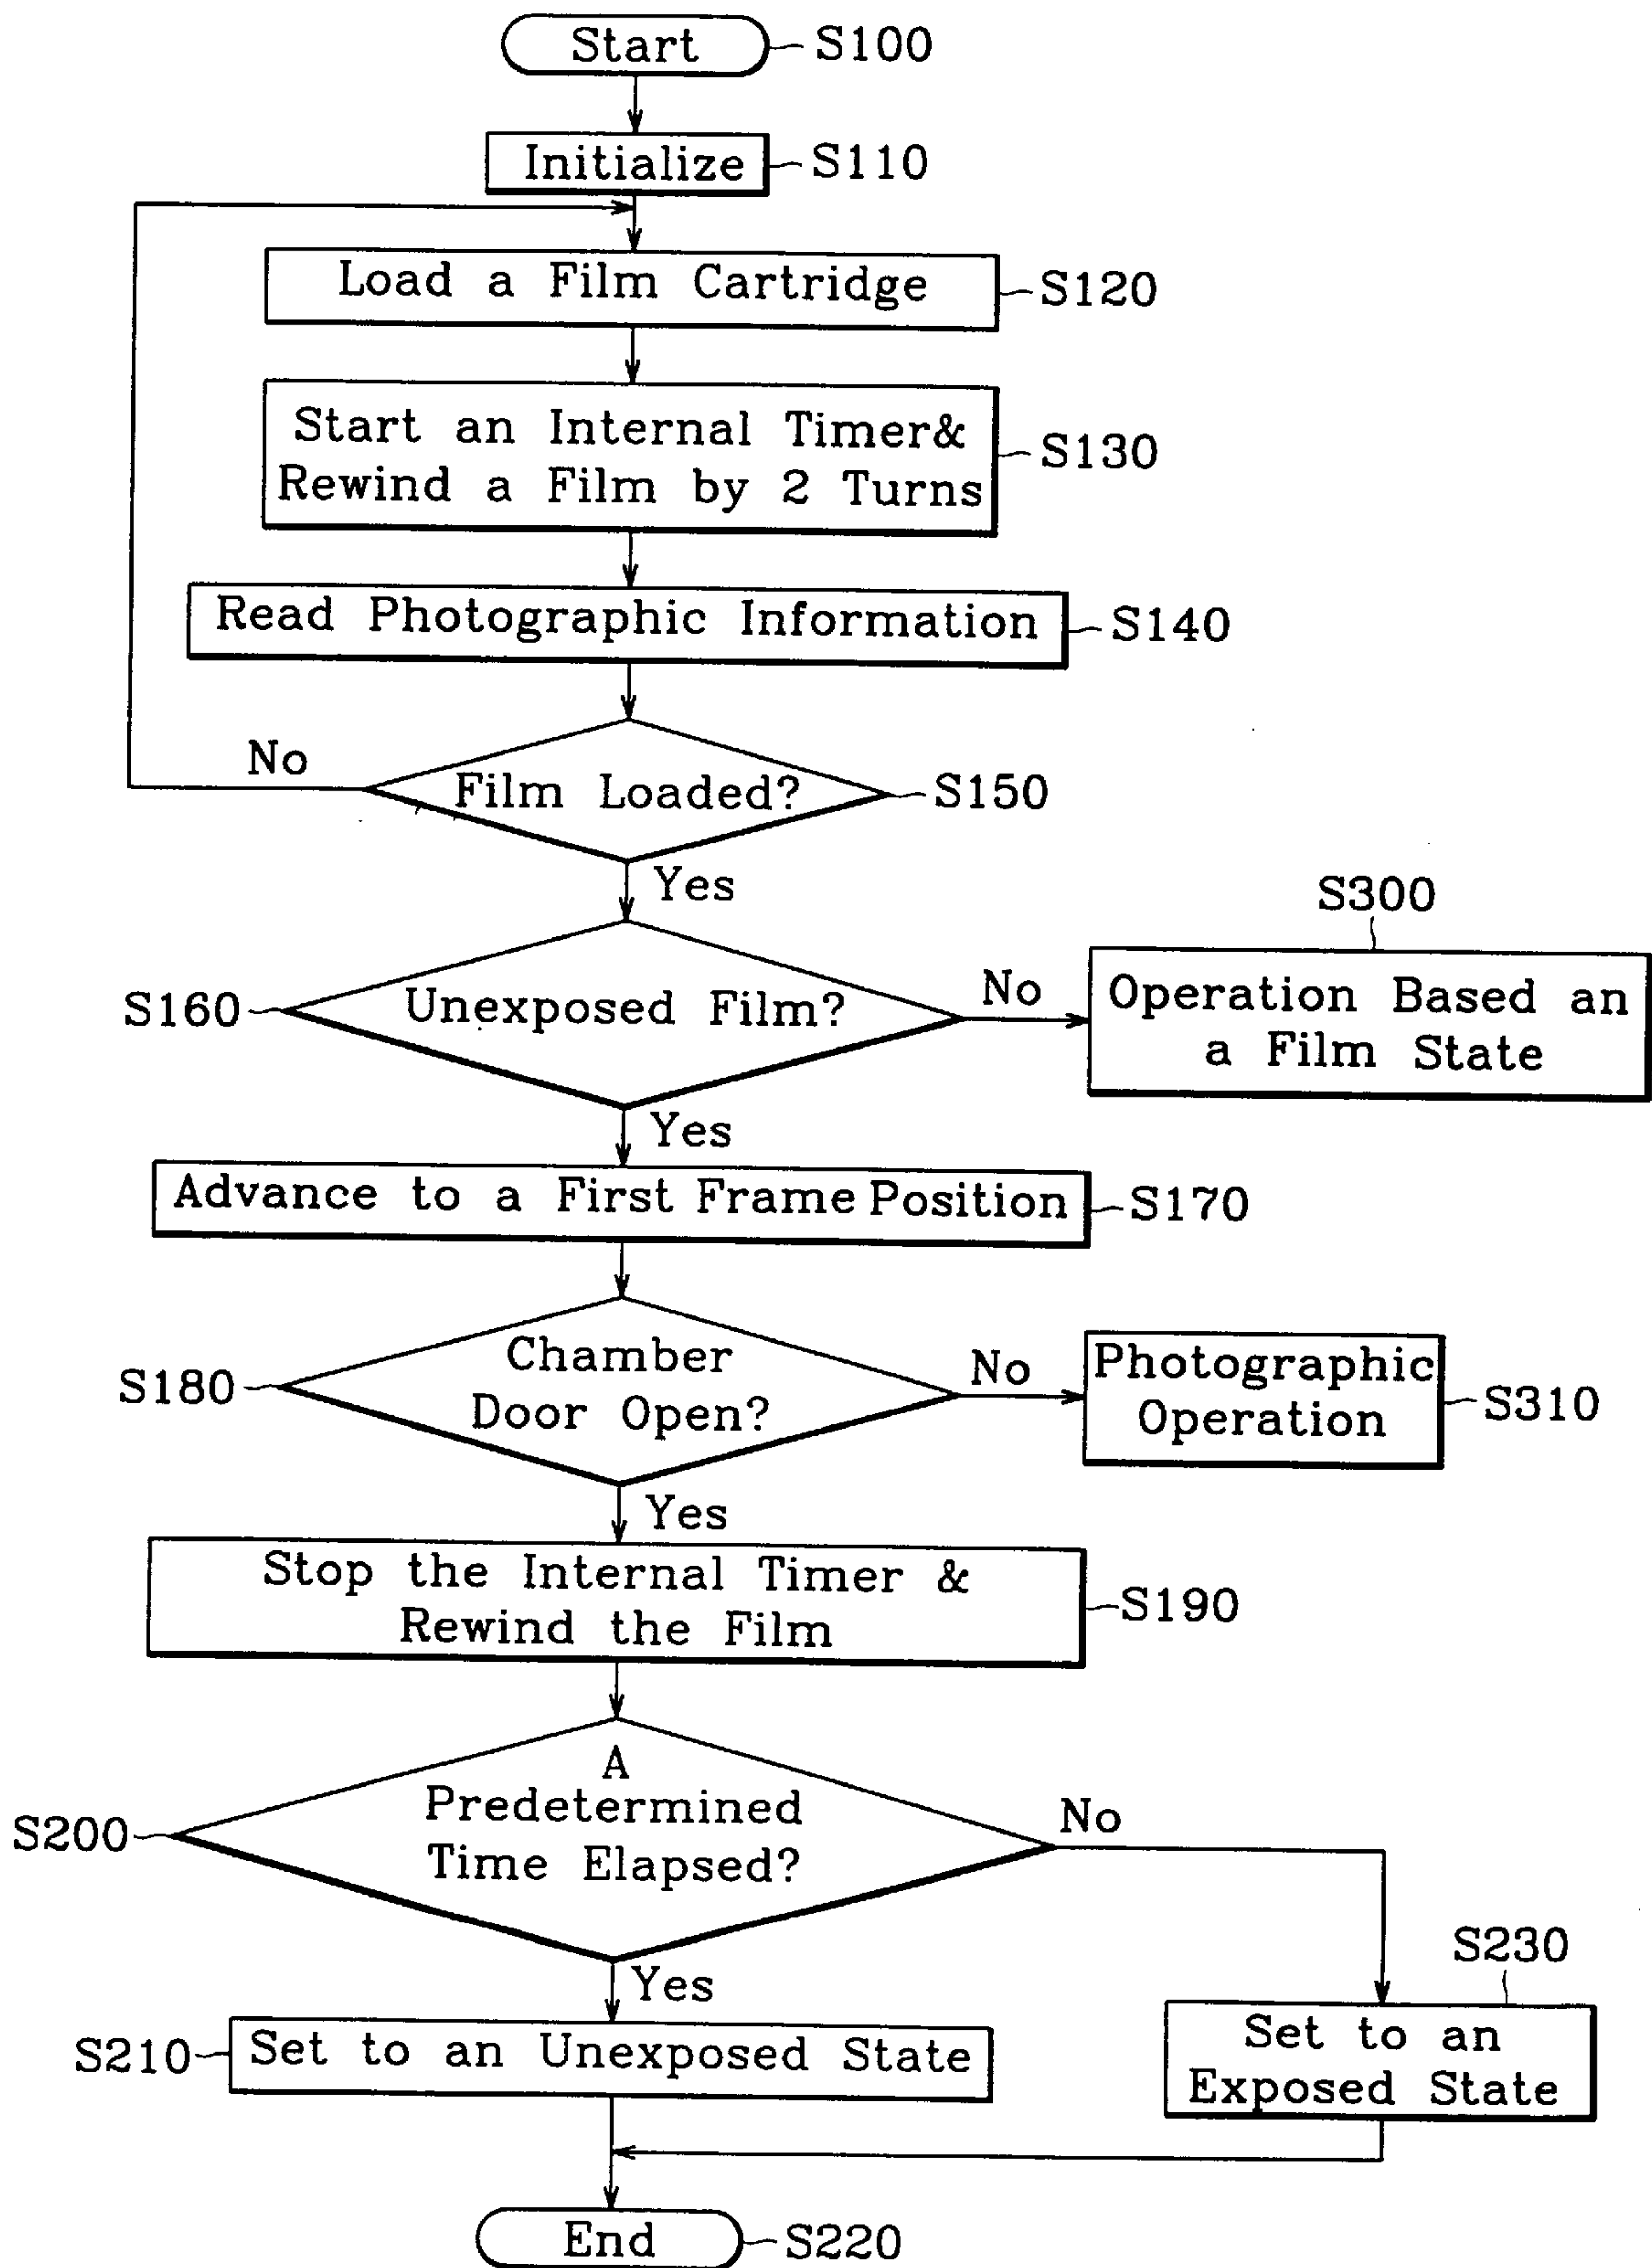 Start
S100
Initialize
S110
Load a Film Cartridge
S120
Start an Internal Timer&
Rewind a Film by 2 Turns
S130
Read Photographic Information
S140
No
Film Loaded?
S150
Yes
S300
S160
Unexposed Film?
No
Operation Based an
a Film State
Yes
Advance to a First Frame Position
S170
S180
Chamber
Door Open?
No
Photographic
Operation
S310
Yes
Stop the Internal Timer &
Rewind the Film
S190
S200
A
Predetermined
Time Elapsed?
No
S230
Yes
S210
Set to an Unexposed State
Set to an
Exposed State
End
S220